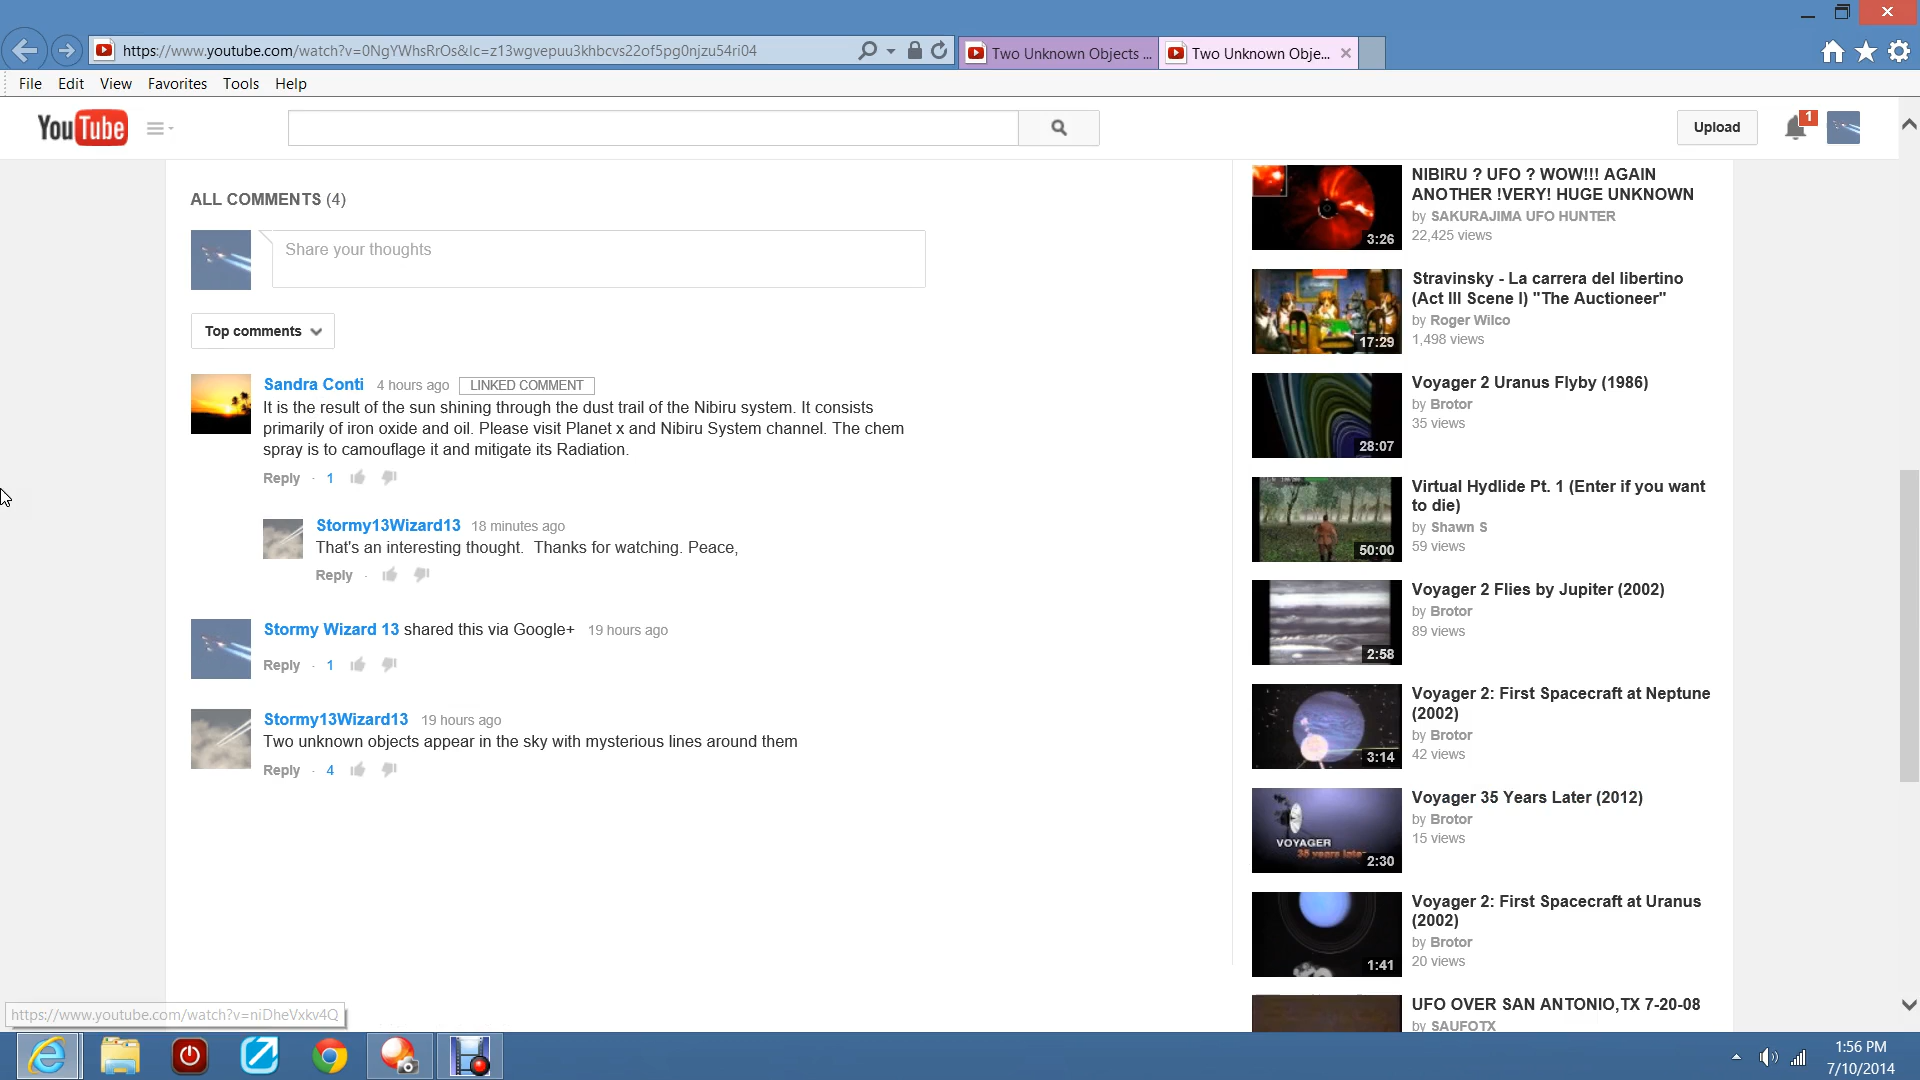 https://www.youtube.com/watch?v=0NgYWhsRrOs&lc=z13wgvepuu3khbcvs22of5pg0njzu54ri04
Two Unknown Objects ...
Two Unknown Obje...
File Edit View Favorites Tools Help
YouTube
Upload
1
ALL COMMENTS (4)
Share your thoughts
Top comments
Sandra Conti 4 hours ago LINKED COMMENT
It is the result of the sun shining through the dust trail of the Nibiru system. It consists
primarily of iron oxide and oil. Please visit Planet x and Nibiru System channel. The chem
spray is to camouflage it and mitigate its Radiation.
Reply · 1
Stormy13Wizard13 18 minutes ago
That's an interesting thought. Thanks for watching. Peace,
Reply ·
Stormy Wizard 13 shared this via Google+ 19 hours ago
Reply · 1
Stormy13Wizard13 19 hours ago
Two unknown objects appear in the sky with mysterious lines around them
Reply · 4
NIBIRU ? UFO ? WOW!!! AGAIN
ANOTHER !VERY! HUGE UNKNOWN
by SAKURAJIMA UFO HUNTER
22,425 views
3:26
Stravinsky - La carrera del libertino
(Act III Scene I) "The Auctioneer"
by Roger Wilco
1,498 views
17:29
Voyager 2 Uranus Flyby (1986)
by Brotor
35 views
28:07
Virtual Hydlide Pt. 1 (Enter if you want
to die)
by Shawn S
59 views
50:00
Voyager 2 Flies by Jupiter (2002)
by Brotor
89 views
2:58
Voyager 2: First Spacecraft at Neptune
(2002)
by Brotor
42 views
3:14
Voyager 35 Years Later (2012)
by Brotor
15 views
VOYAGER
35 years later
2:30
Voyager 2: First Spacecraft at Uranus
(2002)
by Brotor
20 views
1:41
UFO OVER SAN ANTONIO,TX 7-20-08
by SAUFOTX
https://www.youtube.com/watch?v=niDheVxkv4Q
1:56 PM
7/10/2014